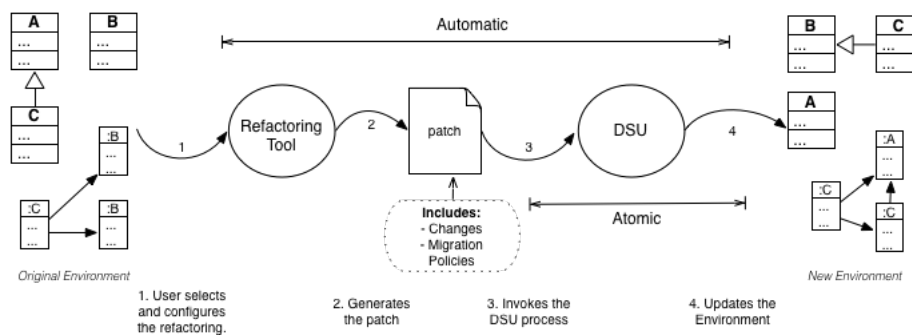 A
...
...
B
...
...
C
...
...
:B
...
...
:C
...
...
:B
...
...
Original Environment
Automatic
1
Refactoring
Tool
2
patch
3
DSU
4
Includes:
- Changes
- Migration
Policies
Atomic
B
...
...
C
...
...
A
...
...
:A
...
...
:C
...
...
:C
...
...
New Environment
1. User selects
and configures
the refactoring.
2. Generates
the patch
3. Invokes the
DSU process
4. Updates the
Environment